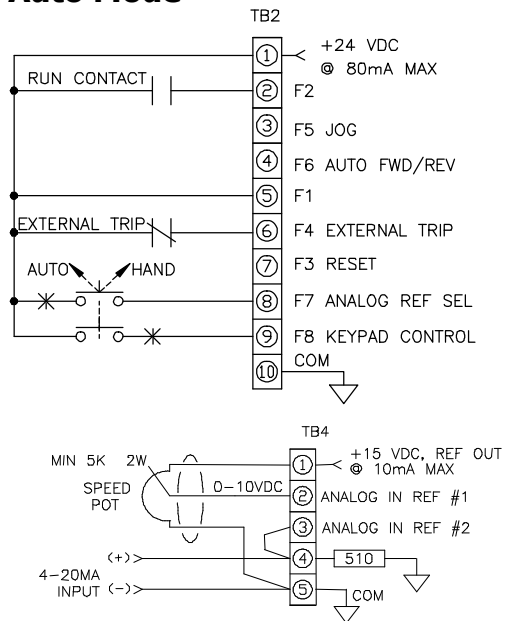 TB2
1 +24 VDC
@ 80mA MAX
RUN CONTACT 2 F2
3 F5 JOG
4 F6 AUTO FWD/REV
5 F1
EXTERNAL TRIP 6 F4 EXTERNAL TRIP
7 F3 RESET
AUTO HAND
8 F7 ANALOG REF SEL
9 F8 KEYPAD CONTROL
10 COM
TB4
MIN 5K 2W 1 +15 VDC, REF OUT
@ 10mA MAX
SPEED
POT
0-10VDC 2 ANALOG IN REF #1
3 ANALOG IN REF #2
(+) 4 510
4-20MA
INPUT (-) 5 COM